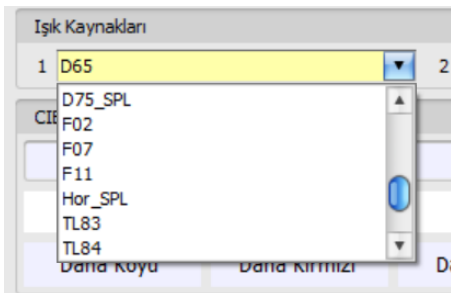 Işık Kaynakları
1 D65 2
D75_SPL
CIE
F02
F07
F11
Hor_SPL
TL83
TL84
Daha Koyu Daha Kırmızı